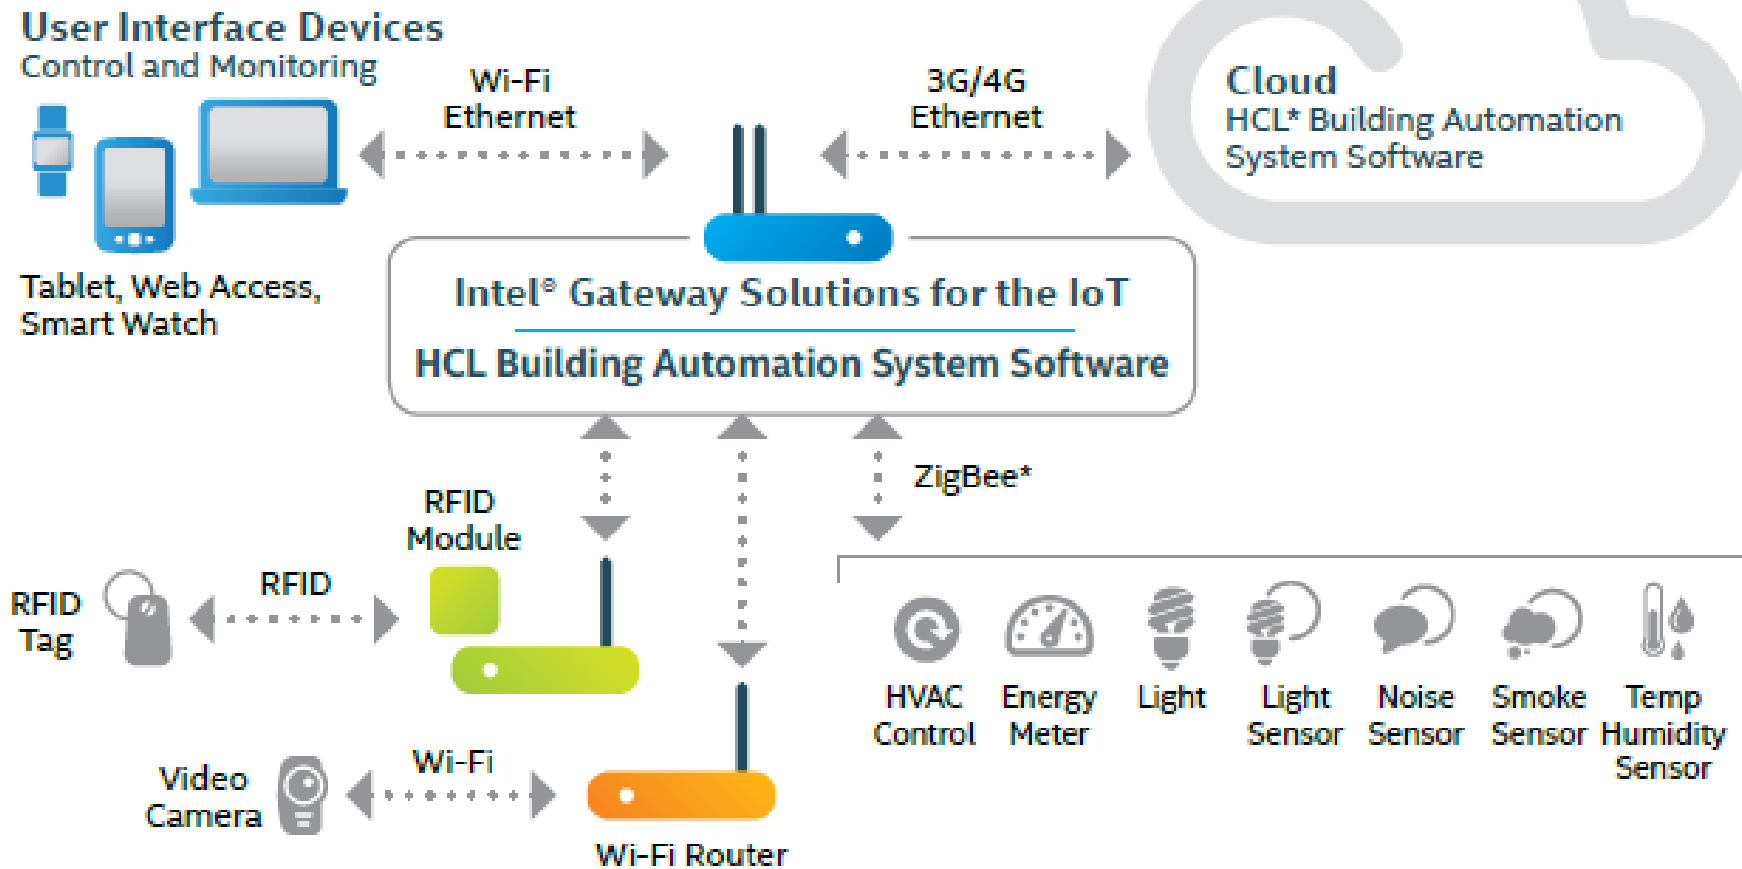 User Interface Devices
Control and Monitoring
Wi-Fi
Ethernet
3G/4G
Ethernet
Cloud
HCL* Building Automation
System Software
Tablet, Web Access,
Smart Watch
Intel® Gateway Solutions for the IoT
HCL Building Automation System Software
ZigBee*
RFID
Module
RFID
RFID
Tag
HVAC
Control
Energy
Meter
Light
Light
Sensor
Noise
Sensor
Smoke
Sensor
Temp
Humidity
Sensor
Video
Camera
Wi-Fi
Wi-Fi Router